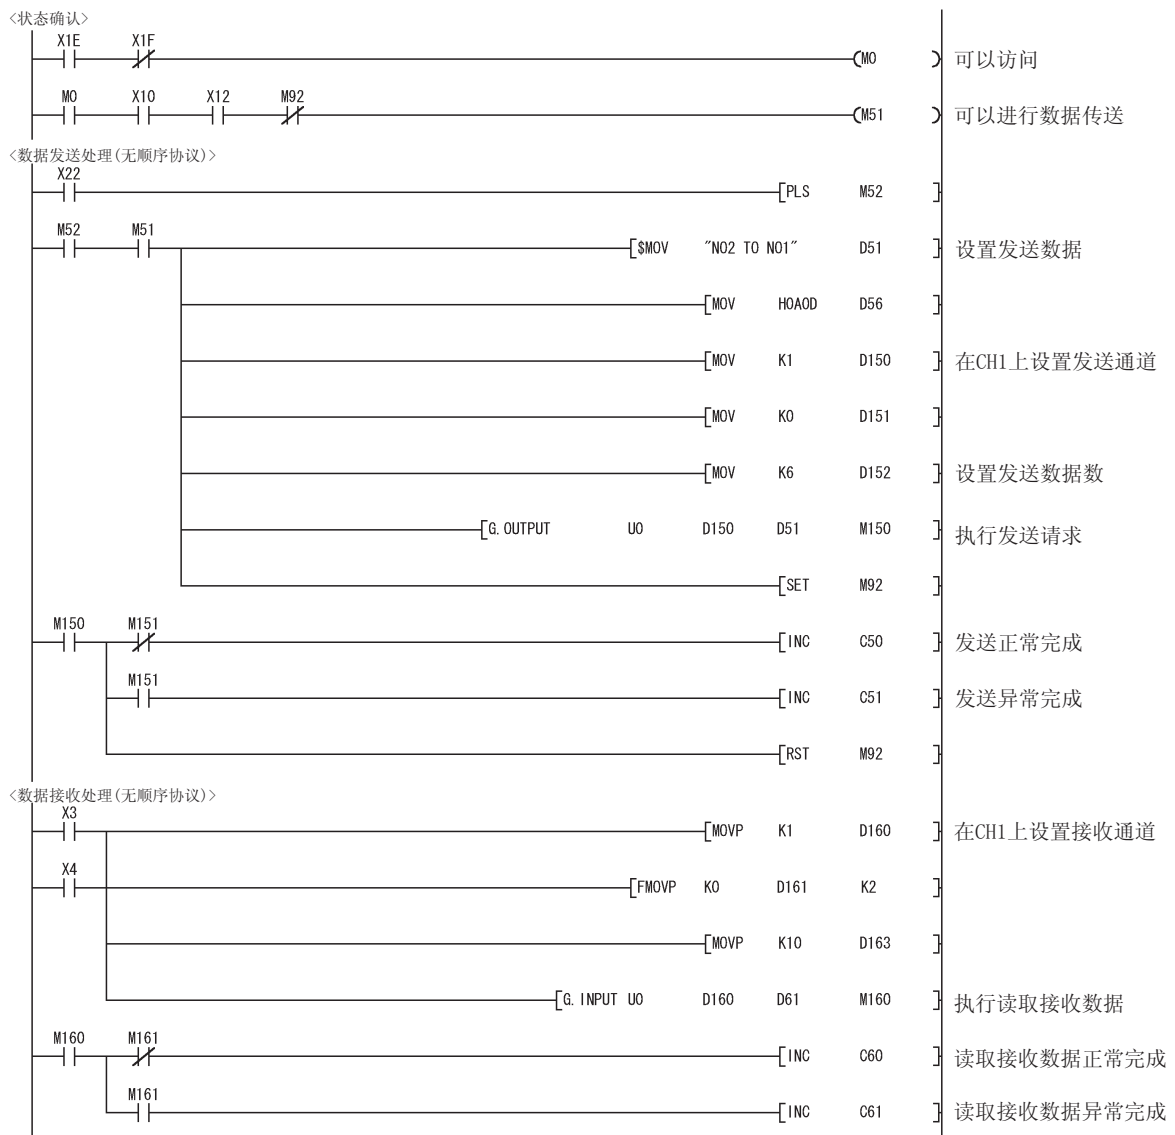 <状态确认>
X1E X1F
M0 可以访问
M0 X10 X12 M92
M51 可以进行数据传送
<数据发送处理(无顺序协议)>
X22
PLS M52
M52 M51
$MOV "NO2 TO NO1" D51 设置发送数据
MOV H0A0D D56
MOV K1 D150 在CH1上设置发送通道
MOV K0 D151
MOV K6 D152 设置发送数据数
G.OUTPUT U0 D150 D51 M150 执行发送请求
SET M92
M150 M151
INC C50 发送正常完成
M151
INC C51 发送异常完成
RST M92
<数据接收处理(无顺序协议)>
X3
MOVP K1 D160 在CH1上设置接收通道
X4
FMOVP K0 D161 K2
MOVP K10 D163
G.INPUT U0 D160 D61 M160 执行读取接收数据
M160 M161
INC C60 读取接收数据正常完成
M161
INC C61 读取接收数据异常完成